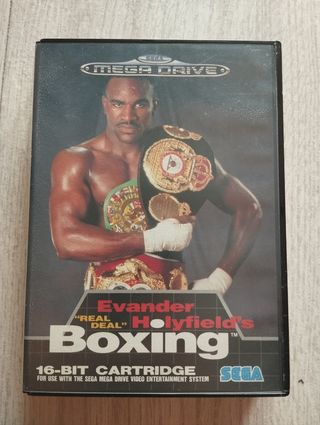 SEGA
MEGA DRIVE
Evander
"REAL DEAL" Holyfield's
Boxing™
16-BIT CARTRIDGE
FOR USE WITH THE SEGA MEGA DRIVE VIDEO ENTERTAINMENT SYSTEM
SEGA